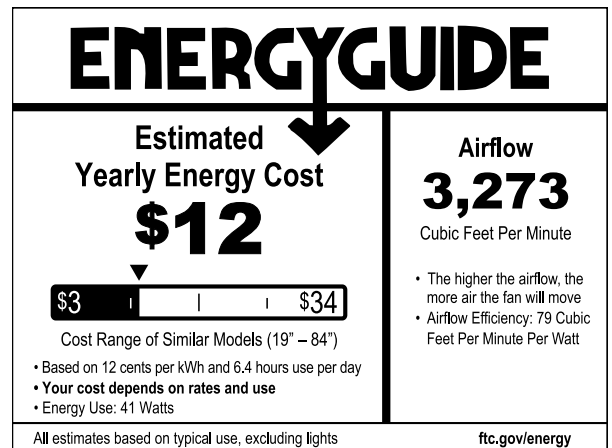 ENERGYGUIDE
Estimated
Yearly Energy Cost
$12
$3
$34
Cost Range of Similar Models (19” – 84”)
• Based on 12 cents per kWh and 6.4 hours use per day
• Your cost depends on rates and use
• Energy Use: 41 Watts
Airflow
3,273
Cubic Feet Per Minute
• The higher the airflow, the
more air the fan will move
• Airflow Efficiency: 79 Cubic
Feet Per Minute Per Watt
All estimates based on typical use, excluding lights
ftc.gov/energy